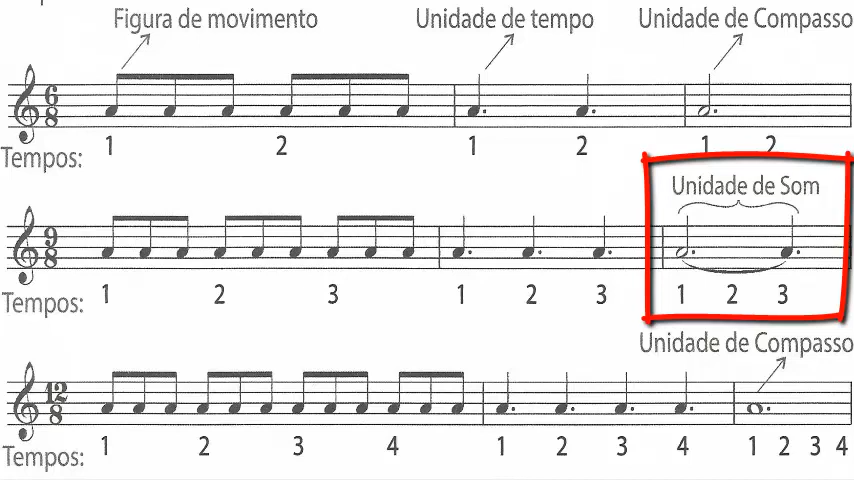 Figura de movimento Unidade de tempo Unidade de Compasso
6
8
Tempos: 1 2 1 2 1 2
Unidade de Som
9
8
Tempos: 1 2 3 1 2 3 1 2 3
Unidade de Compasso
12
8
Tempos: 1 2 3 4 1 2 3 4 1 2 3 4